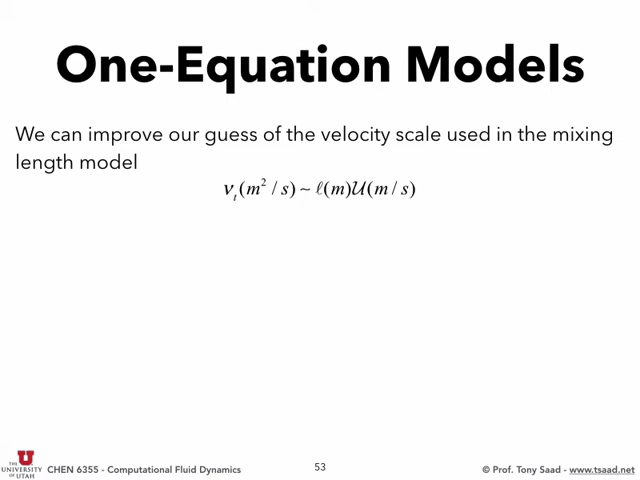 One-Equation Models
We can improve our guess of the velocity scale used in the mixing
length model
νₜ(m² / s) ~ ℓ(m)𝒰(m / s)
THE
UNIVERSITY
OF UTAH
CHEN 6355 - Computational Fluid Dynamics
53
© Prof. Tony Saad - www.tsaad.net